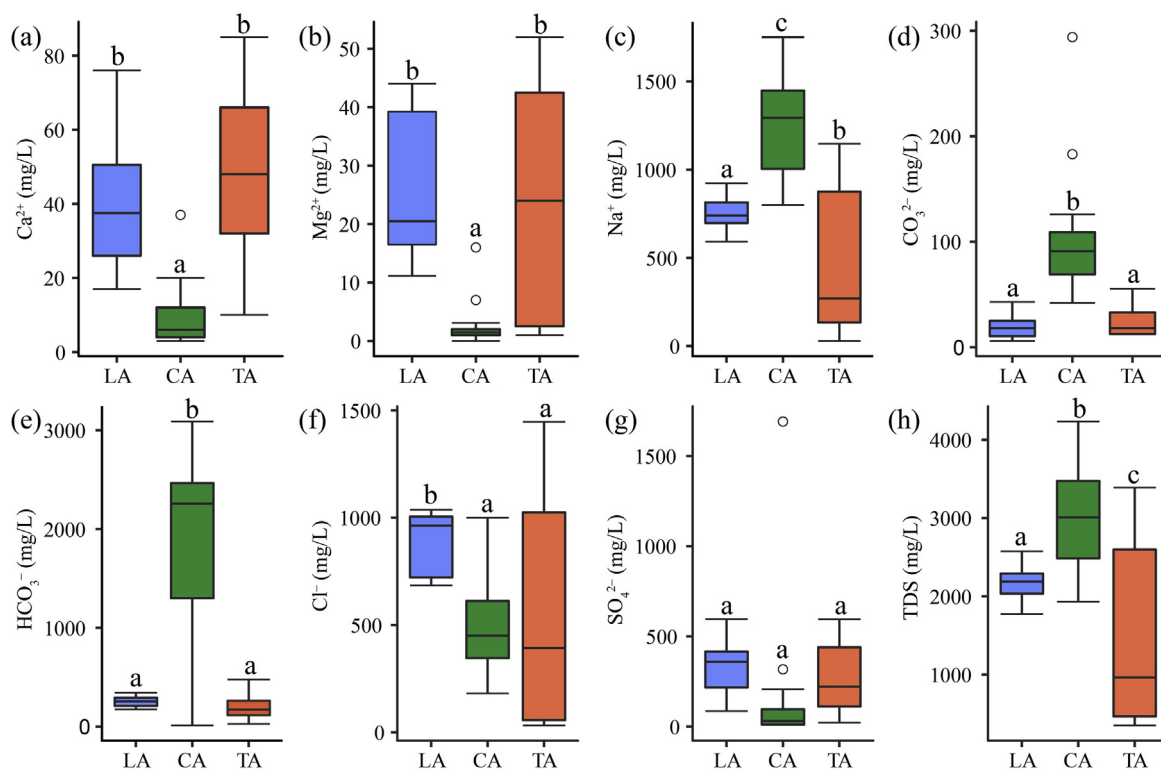 (a)
Ca²⁺ (mg/L)
80
60
40
20
0
b
a
b
LA CA TA
(b)
Mg²⁺ (mg/L)
50
40
30
20
10
0
b
a
b
LA CA TA
(c)
Na⁺ (mg/L)
1500
1000
500
0
a
c
b
LA CA TA
(d)
CO₃²⁻ (mg/L)
300
200
100
0
a
b
a
LA CA TA
(e)
HCO₃⁻ (mg/L)
3000
2000
1000
0
a
b
a
LA CA TA
(f)
Cl⁻ (mg/L)
1500
1000
500
0
b
a
a
LA CA TA
(g)
SO₄²⁻ (mg/L)
1500
1000
500
0
a
a
a
LA CA TA
(h)
TDS (mg/L)
4000
3000
2000
1000
a
b
c
LA CA TA